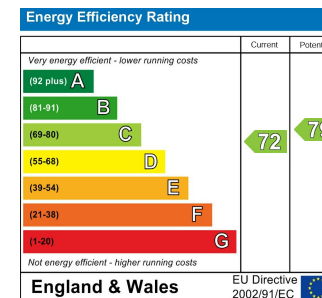 Energy Efficiency Rating
Current
Very energy efficient - lower running costs
(92 plus) A
(81-91) B
(69-80) C
72
(55-68) D
(39-54) E
(21-38) F
(1-20) G
Not energy efficient - higher running costs
England & Wales
EU Directive
2002/91/EC